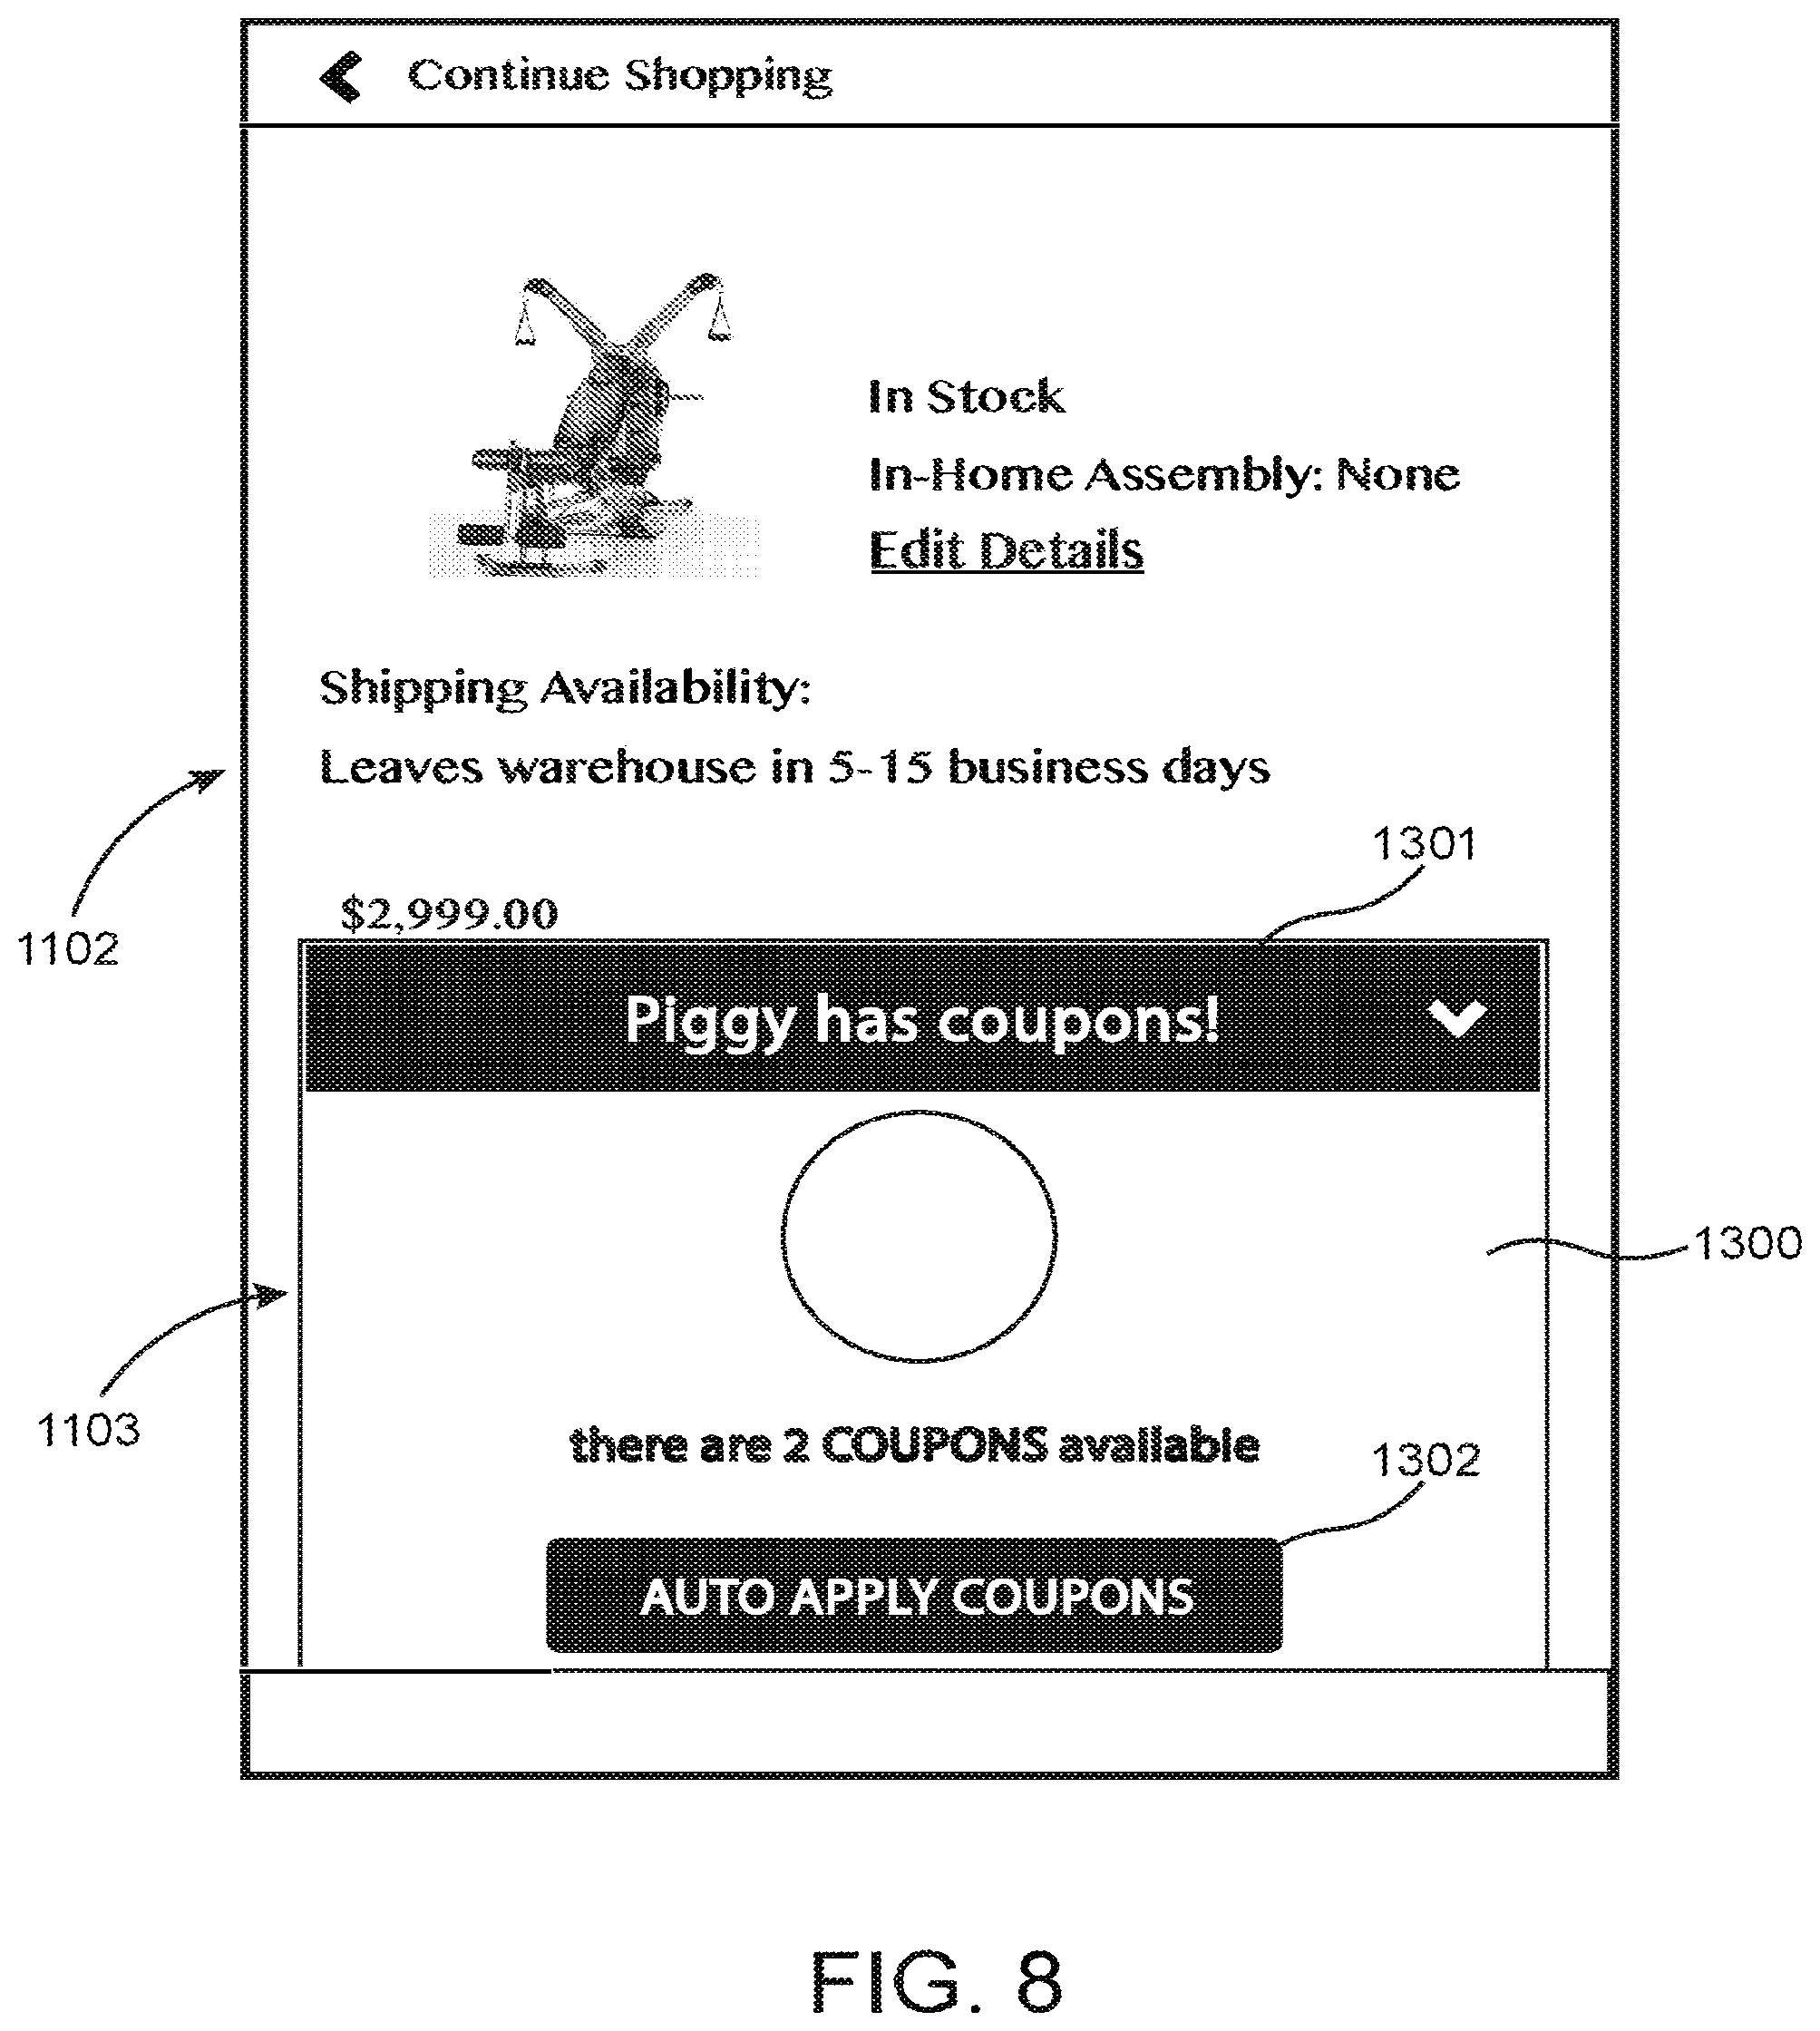 Continue Shopping
In Stock
In-Home Assembly: None
Edit Details
Shipping Availability:
Leaves warehouse in 5-15 business days
1301
$2,999.00
1102
Piggy has coupons!
1300
1103
there are 2 COUPONS available
1302
AUTO APPLY COUPONS
FIG. 8